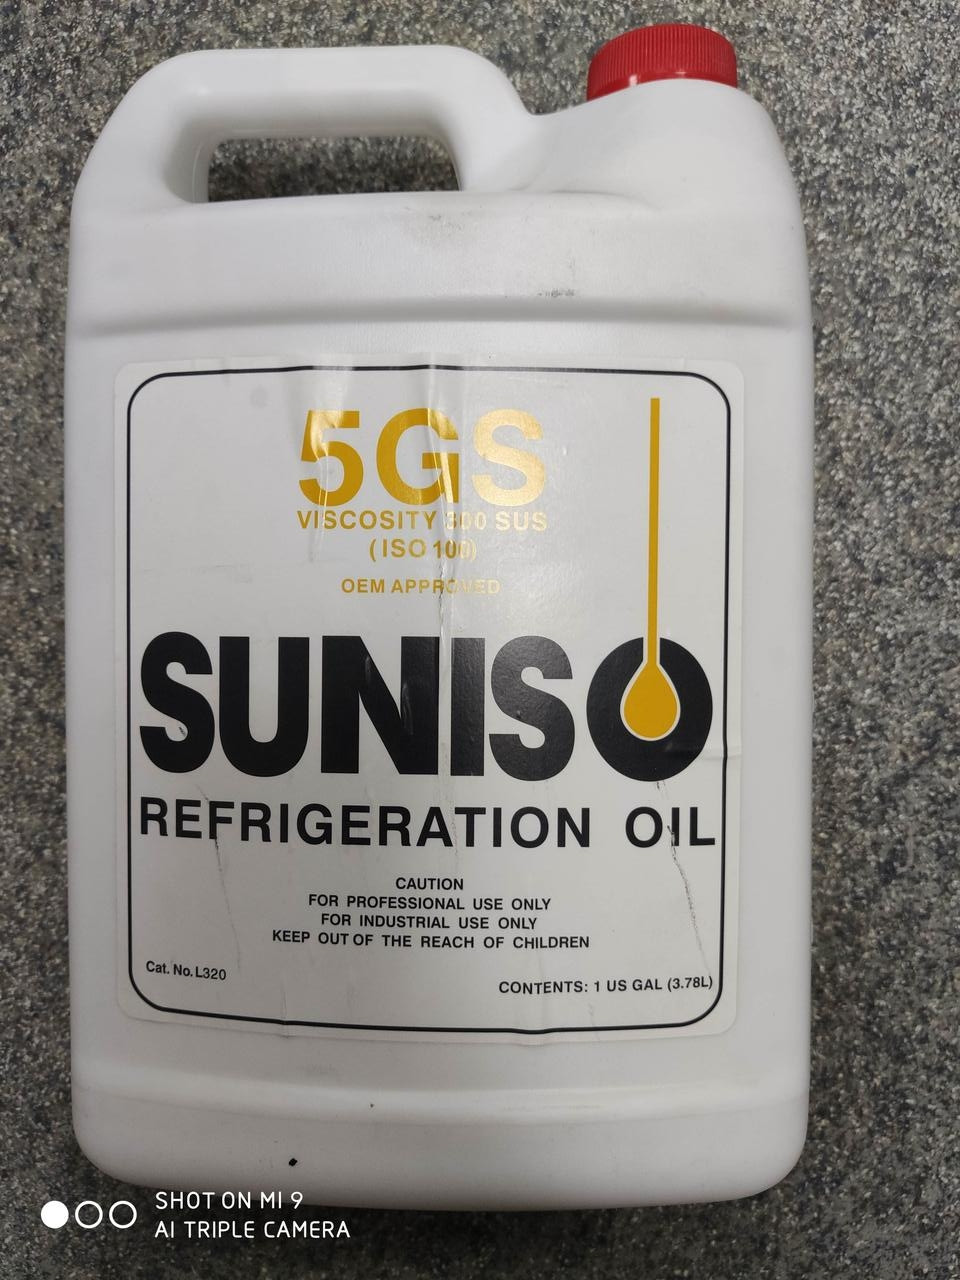 5GS
VISCOSITY 300 SUS
(ISO 100)
OEM APPROVED
SUNISO
REFRIGERATION OIL
CAUTION
FOR PROFESSIONAL USE ONLY
FOR INDUSTRIAL USE ONLY
KEEP OUT OF THE REACH OF CHILDREN
Cat. No. L320
CONTENTS: 1 US GAL (3.78L)
SHOT ON MI 9
AI TRIPLE CAMERA